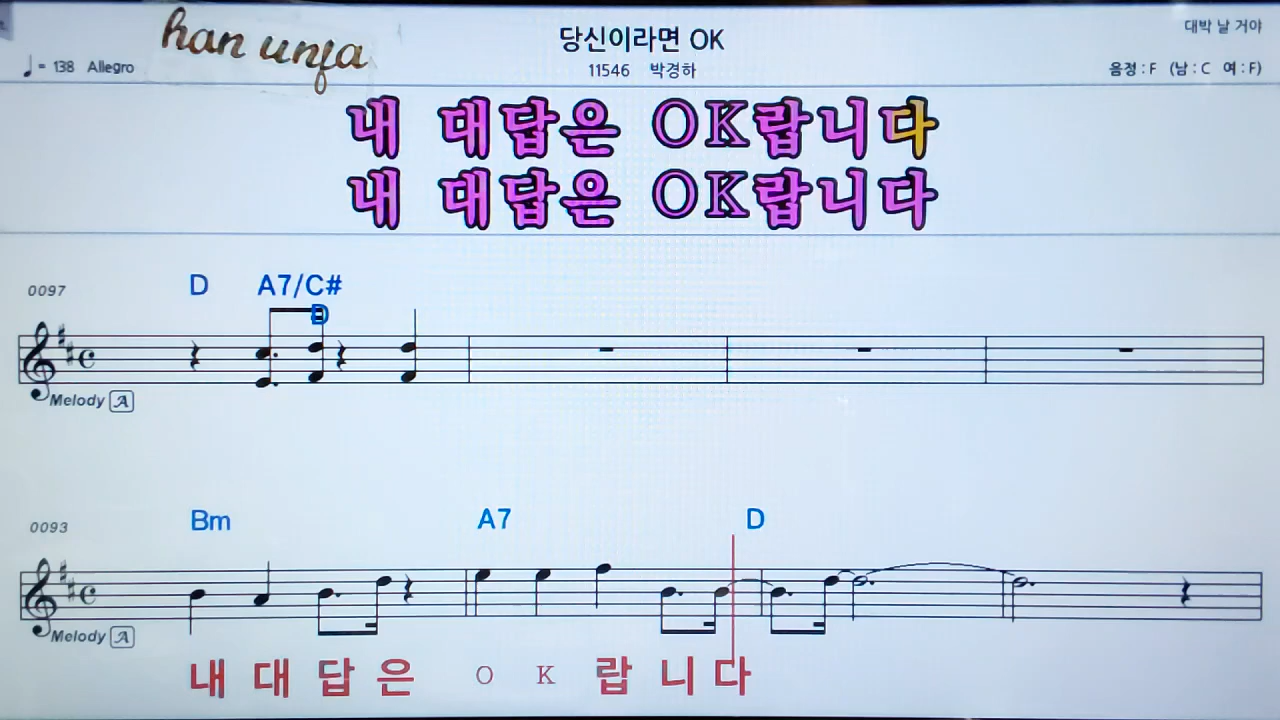 han unfa
당신이라면 OK
대박 날 거야
♩ = 138 Allegro
11546 박경하
음정 : F (남 : C 여 : F)
내 대답은 OK랍니다
내 대답은 OK랍니다
0097
D A7/C#
D
Melody A
0093
Bm A7 D
Melody A
내 대 답 은 O K 랍 니 다